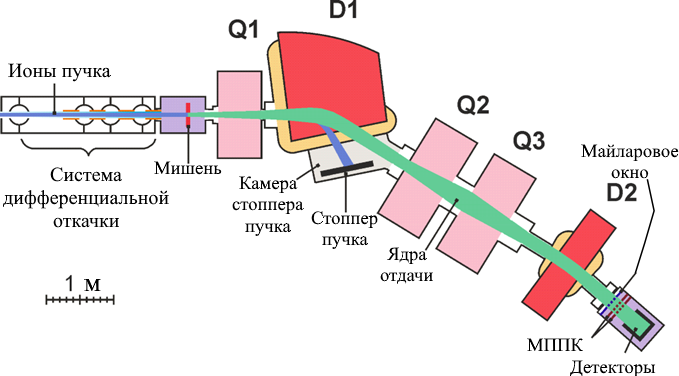 Ионы пучка
Q1
D1
Q2
Q3
Майларовое
окно
D2
Мишень
Система
дифференциальной
откачки
Камера
стоппера
пучка
Стоппер
пучка
Ядра
отдачи
1 м
МППК
Детекторы